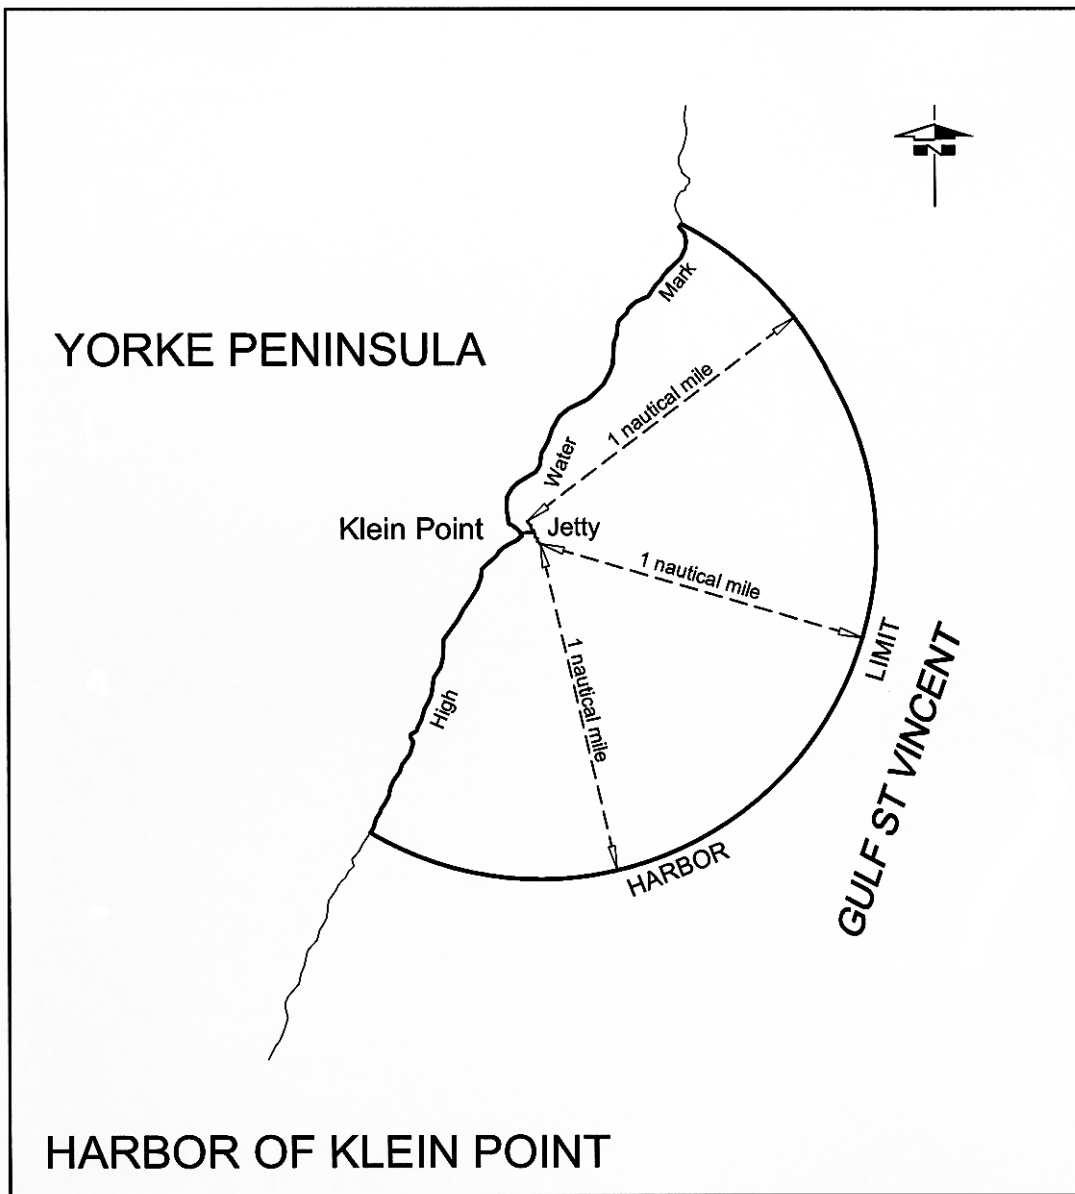 N
Mark
YORKE PENINSULA
1 nautical mile
Water
Klein Point
Jetty
1 nautical mile
LIMIT
1 nautical mile
High
GULF ST VINCENT
HARBOR
HARBOR OF KLEIN POINT